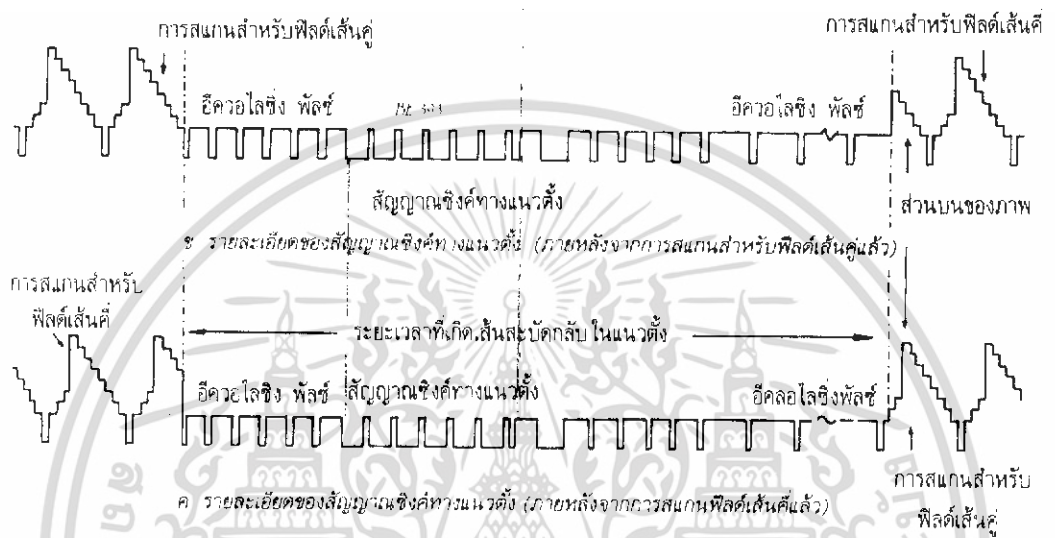 การสแกนสำหรับฟิลด์เส้นคู่
การสแกนสำหรับฟิลด์เส้นคี่
อีควอไลซิ่ง พัลซ์
อีควอไลซิง พัลซ์
สัญญาณซิงค์ทางแนวตั้ง
ส่วนบนของภาพ
ข รายละเอียดของสัญญาณซิงค์ทางแนวตั้ง (ภายหลังจากการสแกนสำหรับฟิลด์เส้นคู่แล้ว)
การสแกนสำหรับ
ฟิลด์เส้นคี่
ระยะเวลาที่เกิดเส้นสะบัดกลับในแนวตั้ง
อีควอไลซิง พัลซ์
สัญญาณซิงค์ทางแนวตั้ง
อีคลอไลซิ่งพัลซ์
ค รายละเอียดของสัญญาณซิงค์ทางแนวตั้ง (ภายหลังจากการสแกนฟิลด์เส้นคี่แล้ว)
การสแกนสำหรับ
ฟิลด์เส้นคู่